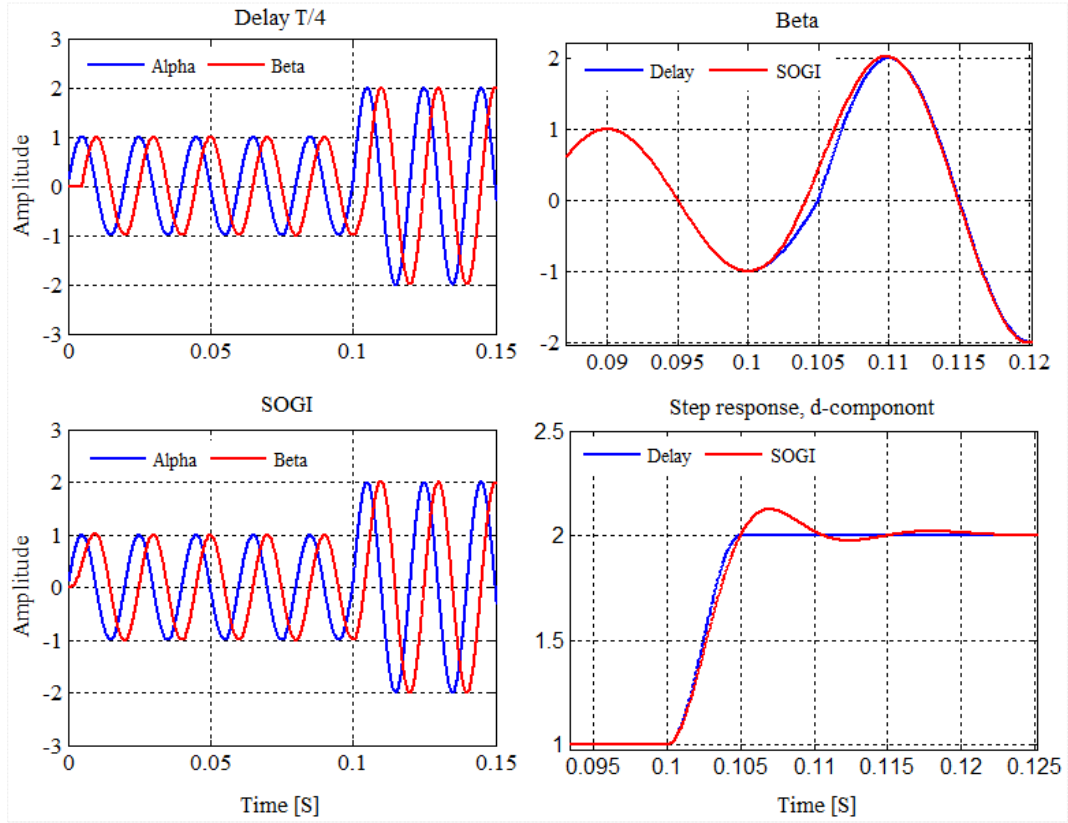 Delay T/4
3
2
1
0
-1
-2
-3
Alpha
Beta
Amplitude
0
0.05
0.1
0.15
Beta
2
1
0
-1
-2
Delay
SOGI
0.09
0.095
0.1
0.105
0.11
0.115
0.12
SOGI
3
2
1
0
-1
-2
-3
Alpha
Beta
Amplitude
0
0.05
0.1
0.15
Time [S]
Step response, d-componont
2.5
2
1.5
1
Delay
SOGI
0.095
0.1
0.105
0.11
0.115
0.12
0.125
Time [S]